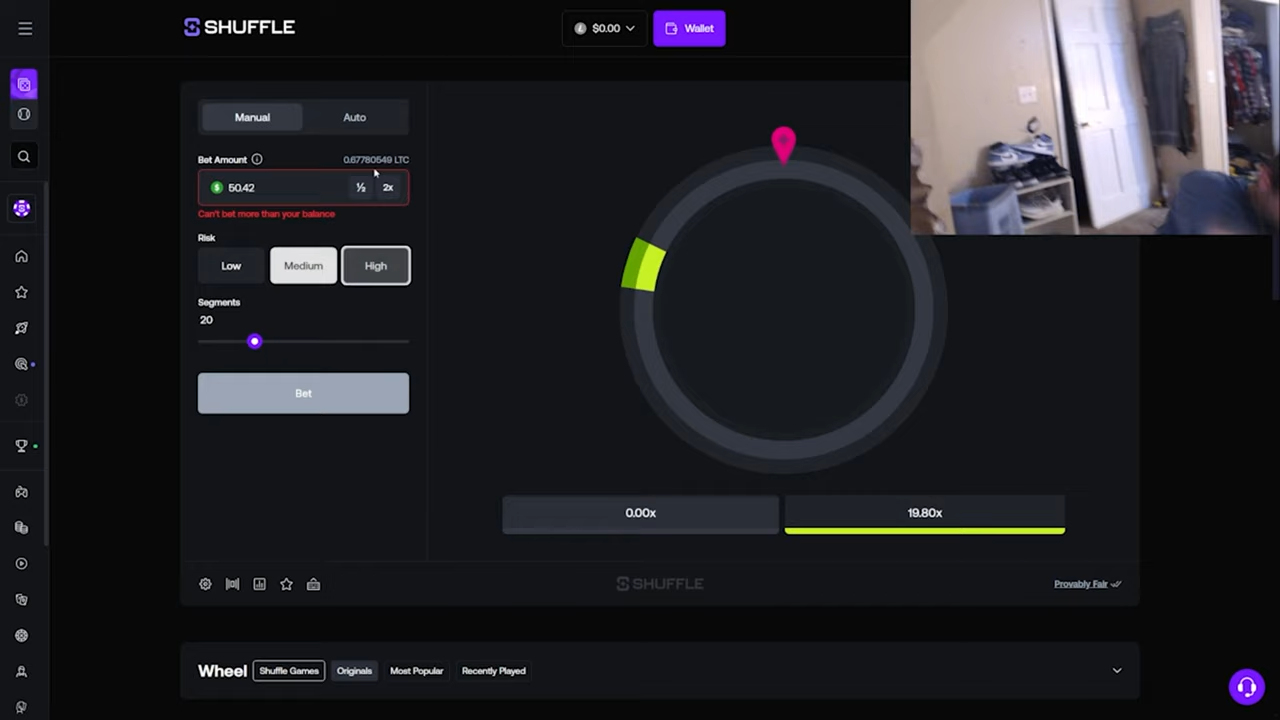 SHUFFLE
$0.00
Wallet
Manual
Auto
Bet Amount
0.67780549 LTC
50.42
½
2x
Can't bet more than your balance
Risk
Low
Medium
High
Segments
20
Bet
0.00x
19.80x
SHUFFLE
Provably Fair
Wheel
Shuffle Games
Originals
Most Popular
Recently Played